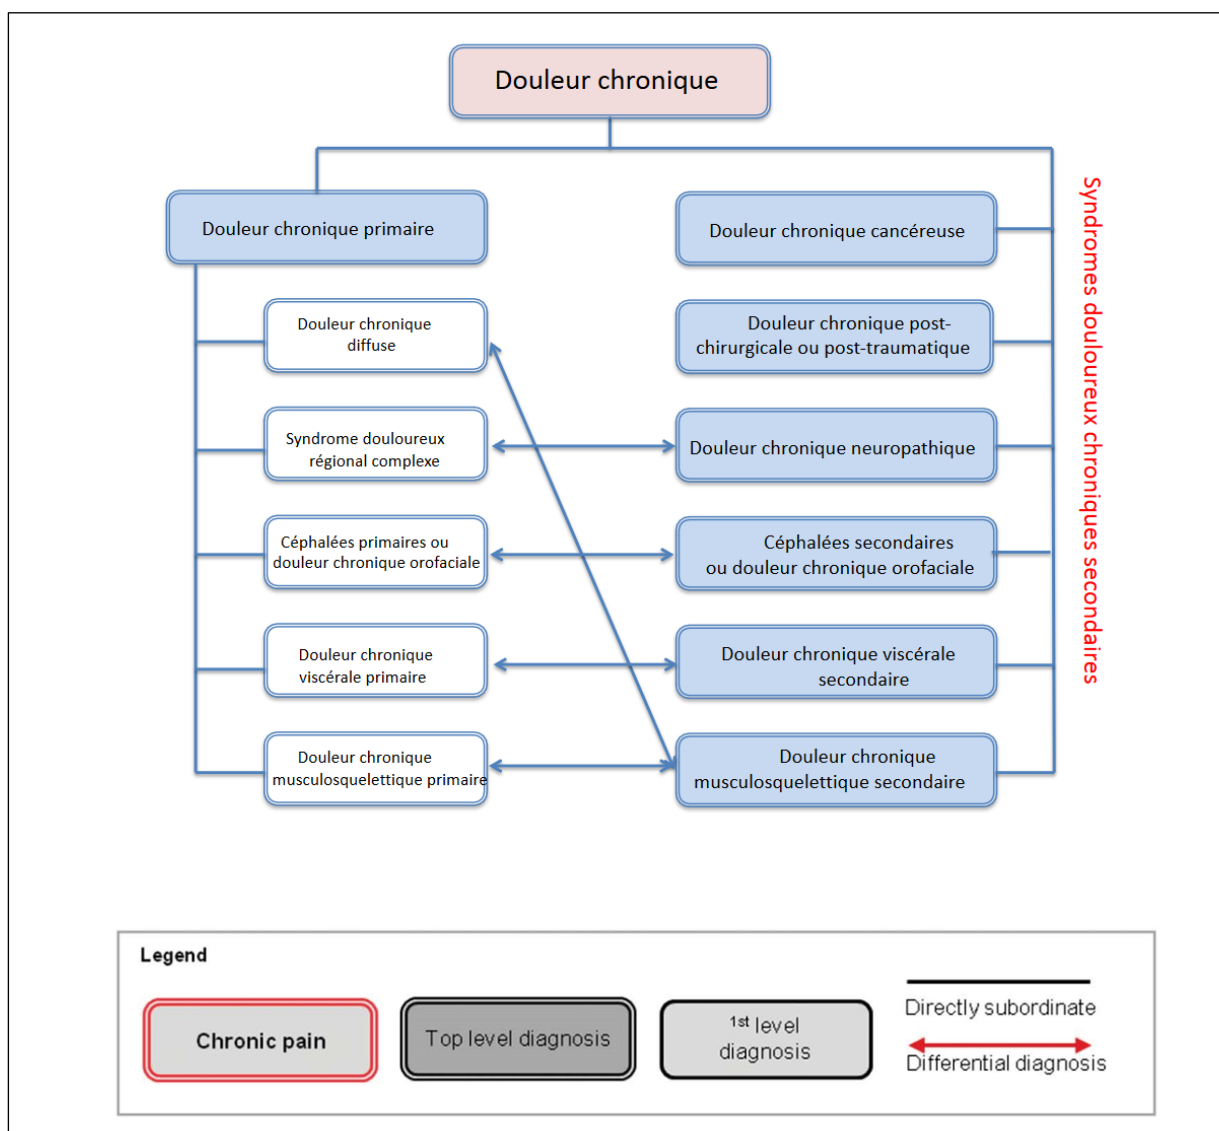 Douleur chronique
Douleur chronique primaire
Douleur chronique
diffuse
Syndrome douloureux
régional complexe
Céphalées primaires ou
douleur chronique orofaciale
Douleur chronique
viscérale primaire
Douleur chronique
musculosquelettique primaire
Douleur chronique cancéreuse
Douleur chronique post-
chirurgicale ou post-traumatique
Douleur chronique neuropathique
Céphalées secondaires
ou douleur chronique orofaciale
Douleur chronique viscérale
secondaire
Douleur chronique
musculosquelettique secondaire
Syndromes douloureux chroniques secondaires
Legend
Chronic pain
Top level diagnosis
1st level
diagnosis
Directly subordinate
Differential diagnosis